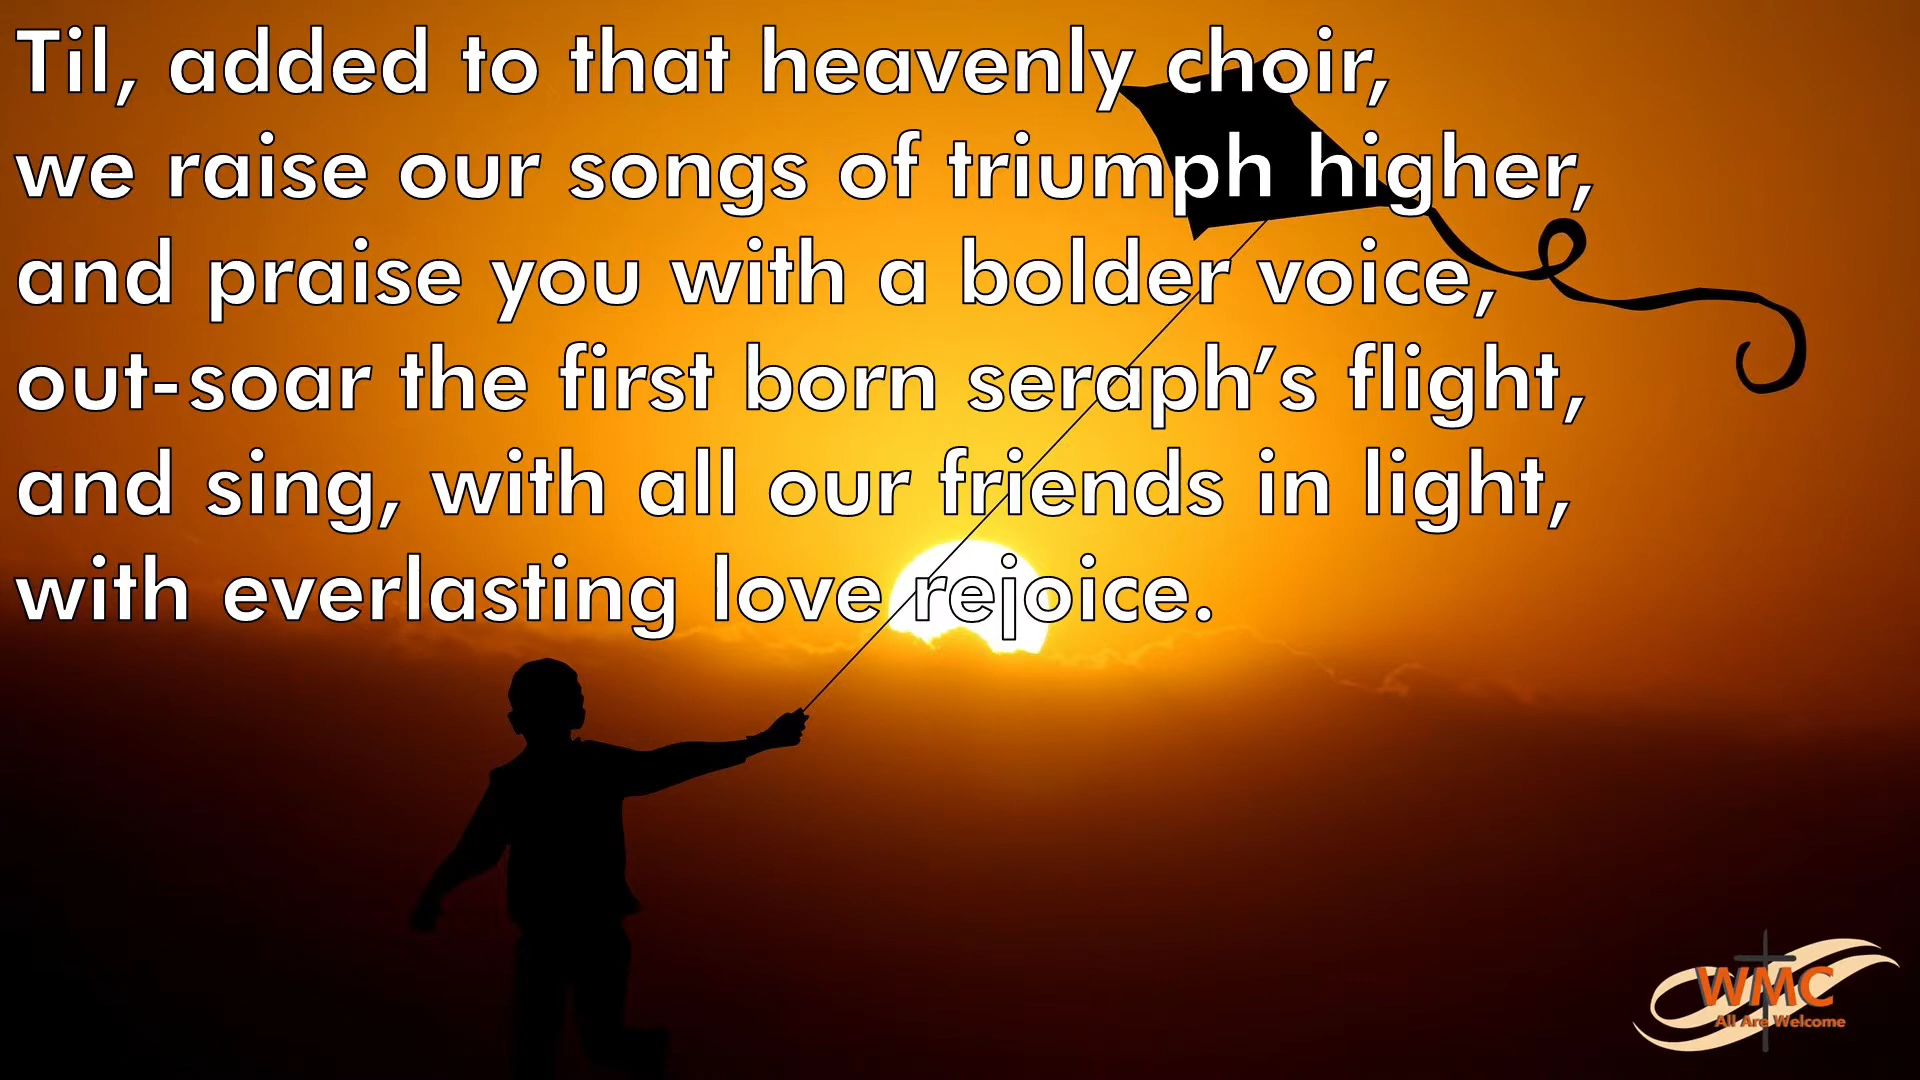 Til, added to that heavenly choir,
we raise our songs of triumph higher,
and praise you with a bolder voice,
out-soar the first born seraph’s flight,
and sing, with all our friends in light,
with everlasting love rejoice.
WMC
All Are Welcome